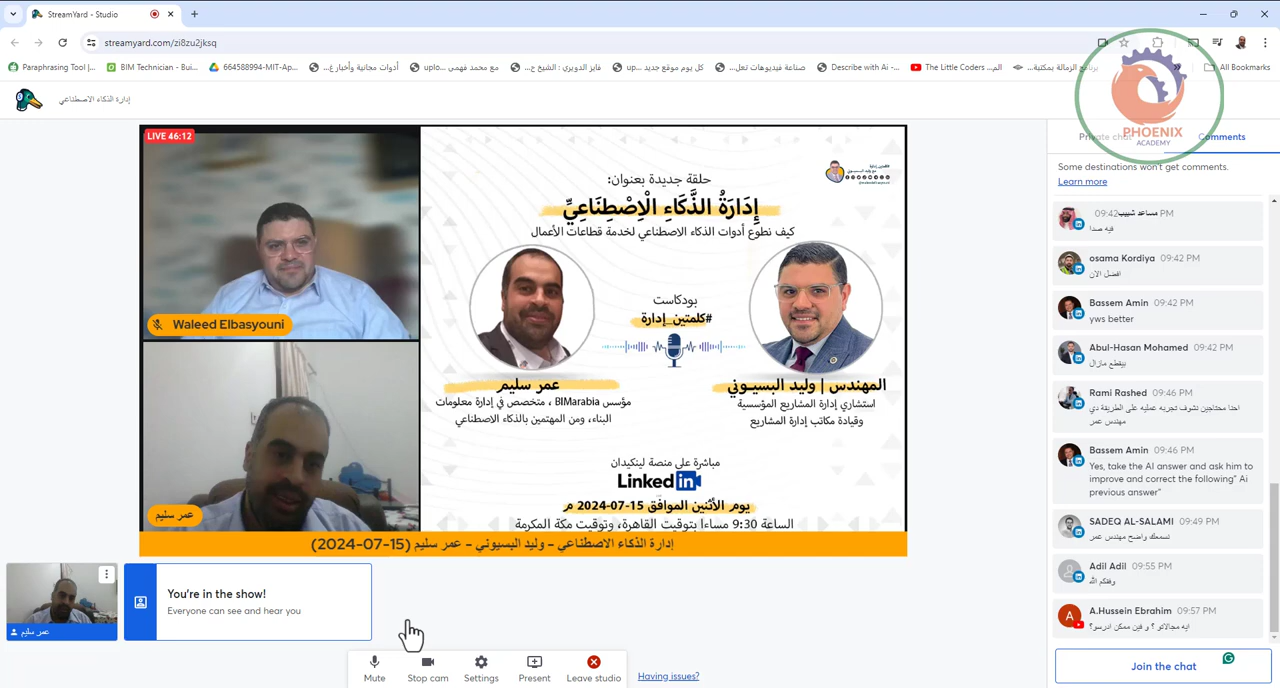 StreamYard - Studio
streamyard.com/zi8zu2jksq
Paraphrasing Tool |...
BIM Technician - Bui...
664588994-MIT-Ap...
أدوات مجانية وأخبار ع...
مع محمد فهمي uplo...
فايز الدويري : الشيخ ح...
كل يوم موقع جديد up...
صناعة فيديوهات تعل...
Describe with Ai -...
The Little Coders ...الم
All Bookmarks
إدارة الذكاء الاصطناعي
PHOENIX
ACADEMY
Private chat
Comments
Some destinations won't get comments.
Learn more
LIVE 46:12
Waleed Elbasyouni
عمر سليم
حلقة جديدة بعنوان:
إِدَارَةُ الذَّكَاءِ الْاِصْطِنَاعِيِّ
كيف نطوع أدوات الذكاء الاصطناعي لخدمة قطاعات الأعمال
بودكاست
#كلمتين_إدارة
المهندس | وليد البسيـوني
استشاري إدارة المشاريع المؤسسية
وقيادة مكاتب إدارة المشاريع
عمر سليم
مؤسس BIMarabia ، متخصص في إدارة معلومات
البناء، ومن المهتمين بالذكاء الاصطناعي
مباشرة على منصة لينكيدان
Linked in
يوم الأثنين الموافق 15-07-2024 م
الساعة 9:30 مساءا بتوقيت القاهرة، وتوقيت مكة المكرمة
إدارة الذكاء الاصطناعي - وليد البسيوني - عمر سليم (15-07-2024)
مساعد شبيب 09:42 PM
فيه صدا
osama Kordiya 09:42 PM
افضل الان
Bassem Amin 09:42 PM
yws better
Abul-Hasan Mohamed 09:42 PM
بيقطع مازال
Rami Rashed 09:46 PM
احنا محتاجين نشوف تجربه عمليه على الطريقة دي
مهندس عمر
Bassem Amin 09:46 PM
Yes, take the AI answer and ask him to
improve and correct the following" Ai
previous answer"
SADEQ AL-SALAMI 09:49 PM
نسمعك واضح مهندس عمر
Adil Adil 09:55 PM
وفقكم الله
A.Hussein Ebrahim 09:57 PM
ايه مجالاتو ؟ و فين ممكن ادرسو؟
Join the chat
عمر سليم
You're in the show!
Everyone can see and hear you
Mute
Stop cam
Settings
Present
Leave studio
Having issues?